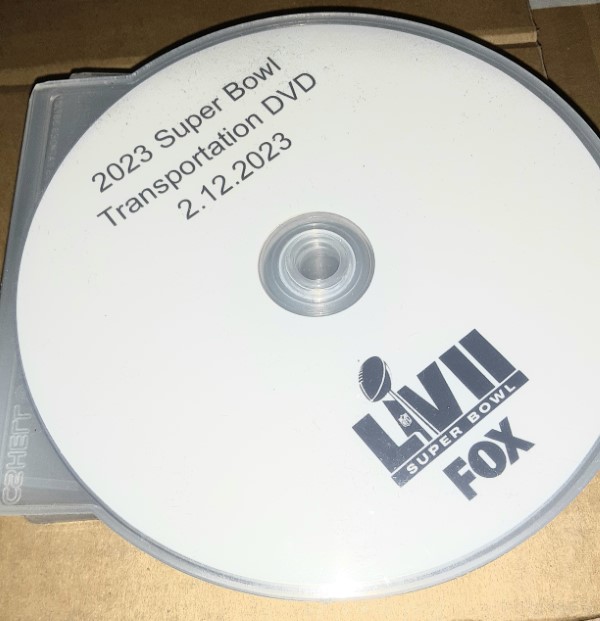 2023 Super Bowl
Transportation DVD
2.12.2023
LVII
SUPER BOWL
FOX